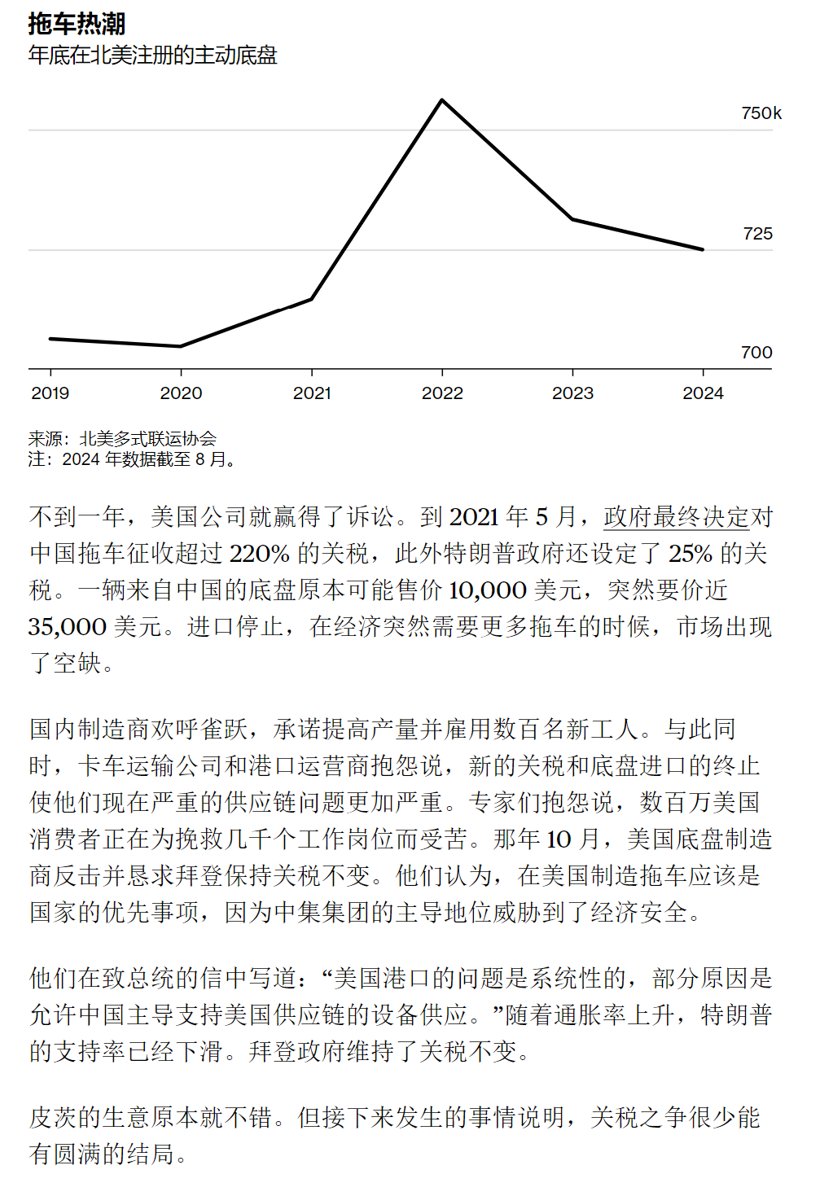 拖车热潮
年底在北美注册的主动底盘
750k
725
700
2019 2020 2021 2022 2023 2024
来源：北美多式联运协会
注：2024 年数据截至 8 月。
不到一年，美国公司就赢得了诉讼。到 2021 年 5 月，政府最终决定对
中国拖车征收超过 220% 的关税，此外特朗普政府还设定了 25% 的关
税。一辆来自中国的底盘原本可能售价 10,000 美元，突然要价近
35,000 美元。进口停止，在经济突然需要更多拖车的时候，市场出现
了空缺。
国内制造商欢呼雀跃，承诺提高产量并雇用数百名新工人。与此同
时，卡车运输公司和港口运营商抱怨说，新的关税和底盘进口的终止
使他们现在严重的供应链问题更加严重。专家们抱怨说，数百万美国
消费者正在为挽救几千个工作岗位而受苦。那年 10 月，美国底盘制造
商反击并恳求拜登保持关税不变。他们认为，在美国制造拖车应该是
国家的优先事项，因为中集集团的主导地位威胁到了经济安全。
他们在致总统的信中写道：“美国港口的问题是系统性的，部分原因是
允许中国主导支持美国供应链的设备供应。”随着通胀率上升，特朗普
的支持率已经下滑。拜登政府维持了关税不变。
皮茨的生意原本就不错。但接下来发生的事情说明，关税之争很少能
有圆满的结局。